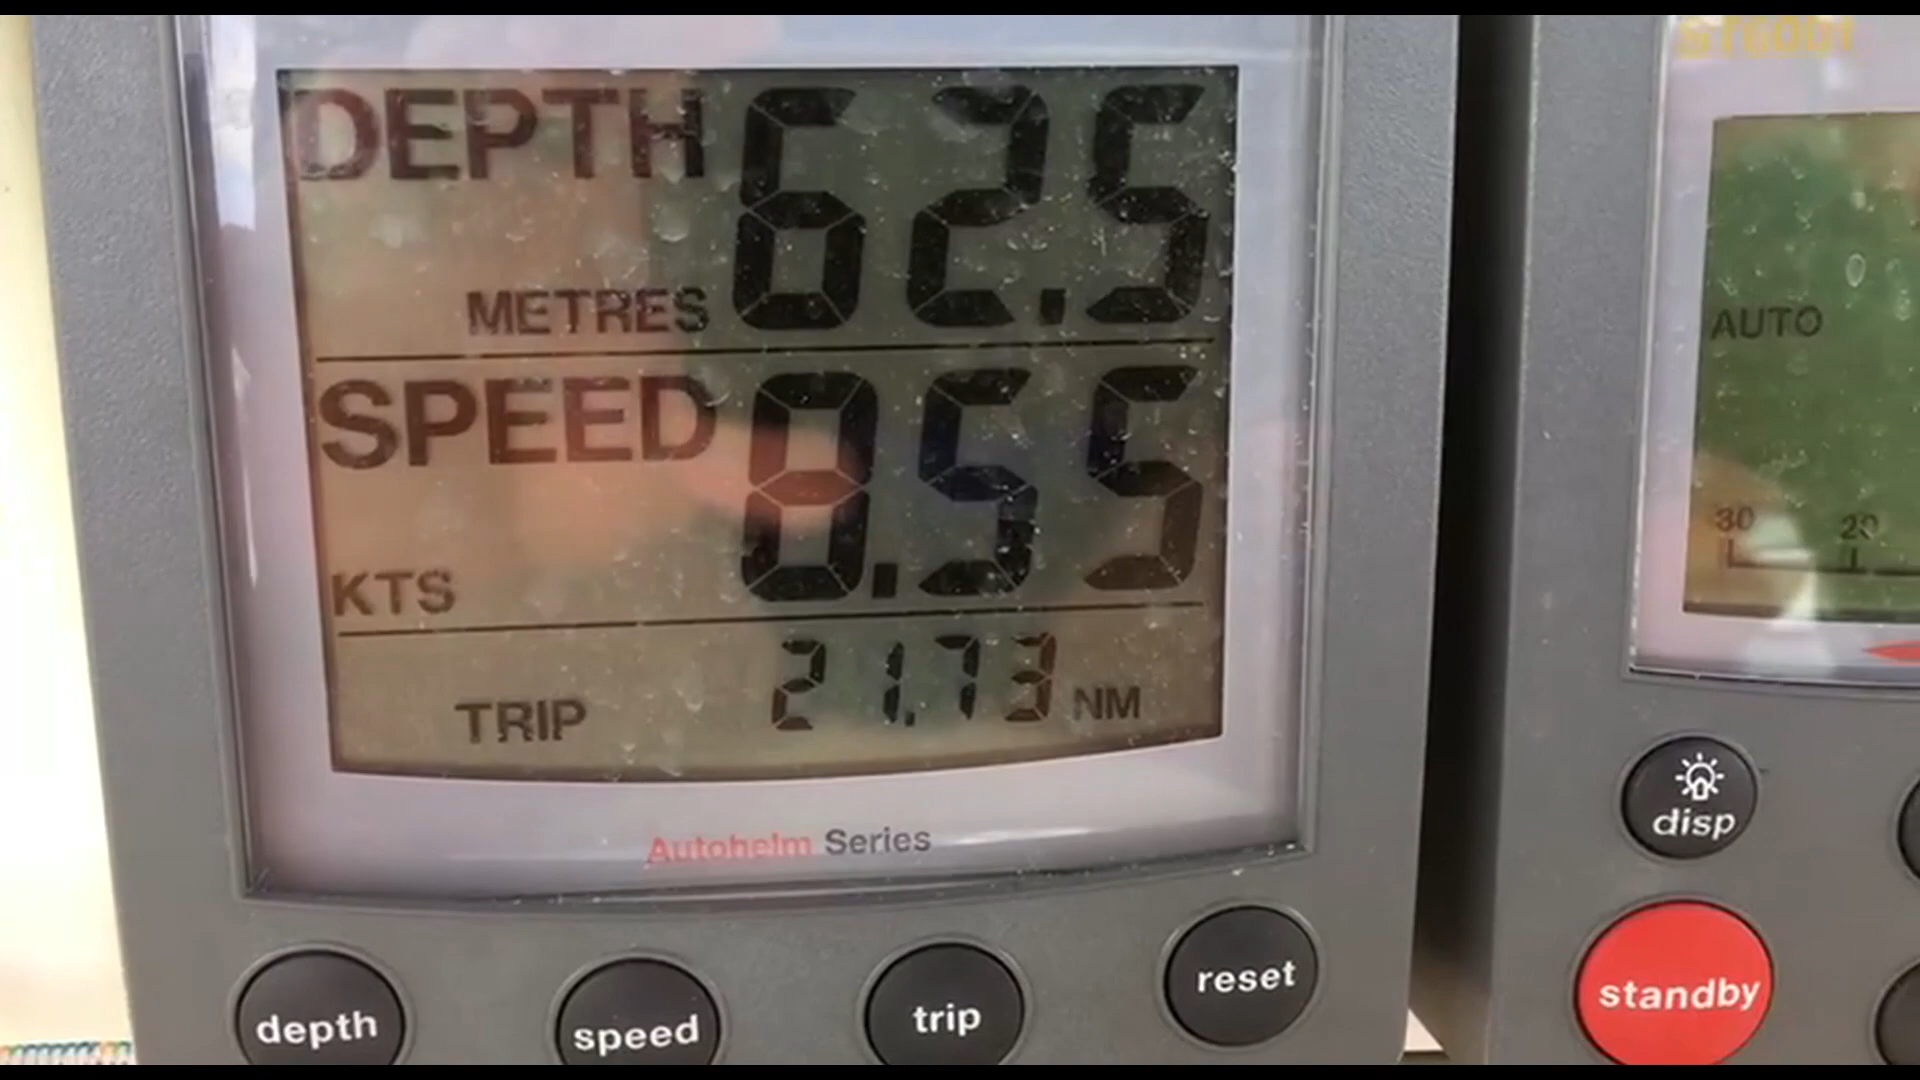 DEPTH 62.5
METRES
SPEED 8.55
KTS
TRIP 21.73 NM
Autohelm Series
depth speed trip reset
AUTO
30 20
disp
standby